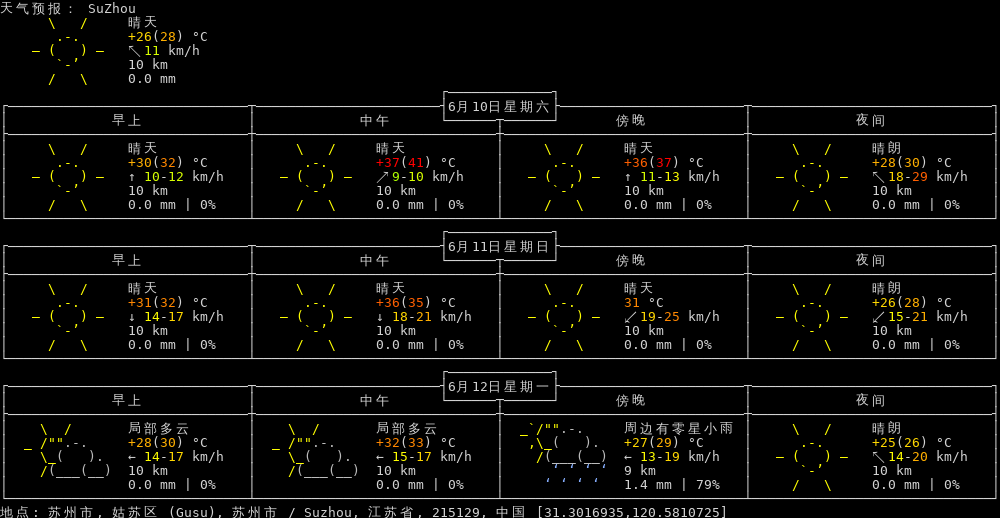 天气预报: SuZhou
晴天
+26(28) °C
↖ 11 km/h
10 km
0.0 mm
6月10日星期六
早上 中午 傍晚 夜间
晴天 晴天 晴天 晴朗
+30(32) °C +37(41) °C +36(37) °C +28(30) °C
↑ 10-12 km/h ↗ 9-10 km/h ↑ 11-13 km/h ↖ 18-29 km/h
10 km 10 km 10 km 10 km
0.0 mm | 0% 0.0 mm | 0% 0.0 mm | 0% 0.0 mm | 0%
6月11日星期日
早上 中午 傍晚 夜间
晴天 晴天 晴天 晴朗
+31(32) °C +36(35) °C 31 °C +26(28) °C
↓ 14-17 km/h ↓ 18-21 km/h ↙ 19-25 km/h ↙ 15-21 km/h
10 km 10 km 10 km 10 km
0.0 mm | 0% 0.0 mm | 0% 0.0 mm | 0% 0.0 mm | 0%
6月12日星期一
早上 中午 傍晚 夜间
局部多云 局部多云 周边有零星小雨 晴朗
+28(30) °C +32(33) °C +27(29) °C +25(26) °C
← 14-17 km/h ← 15-17 km/h ← 13-19 km/h ↖ 14-20 km/h
10 km 10 km 9 km 10 km
0.0 mm | 0% 0.0 mm | 0% 1.4 mm | 79% 0.0 mm | 0%
地点: 苏州市, 姑苏区 (Gusu), 苏州市 / Suzhou, 江苏省, 215129, 中国 [31.3016935,120.5810725]